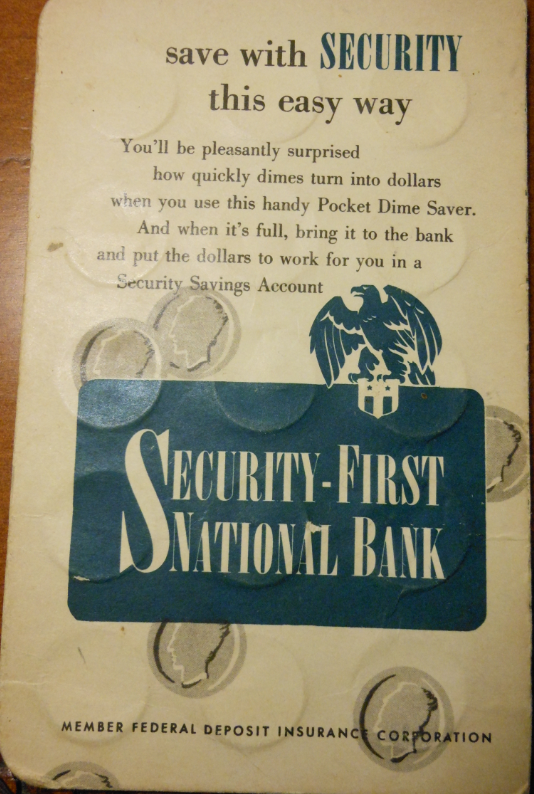 save with SECURITY
this easy way
You'll be pleasantly surprised
how quickly dimes turn into dollars
when you use this handy Pocket Dime Saver.
And when it's full, bring it to the bank
and put the dollars to work for you in a
Security Savings Account
SECURITY-FIRST
NATIONAL BANK
MEMBER FEDERAL DEPOSIT INSURANCE CORPORATION